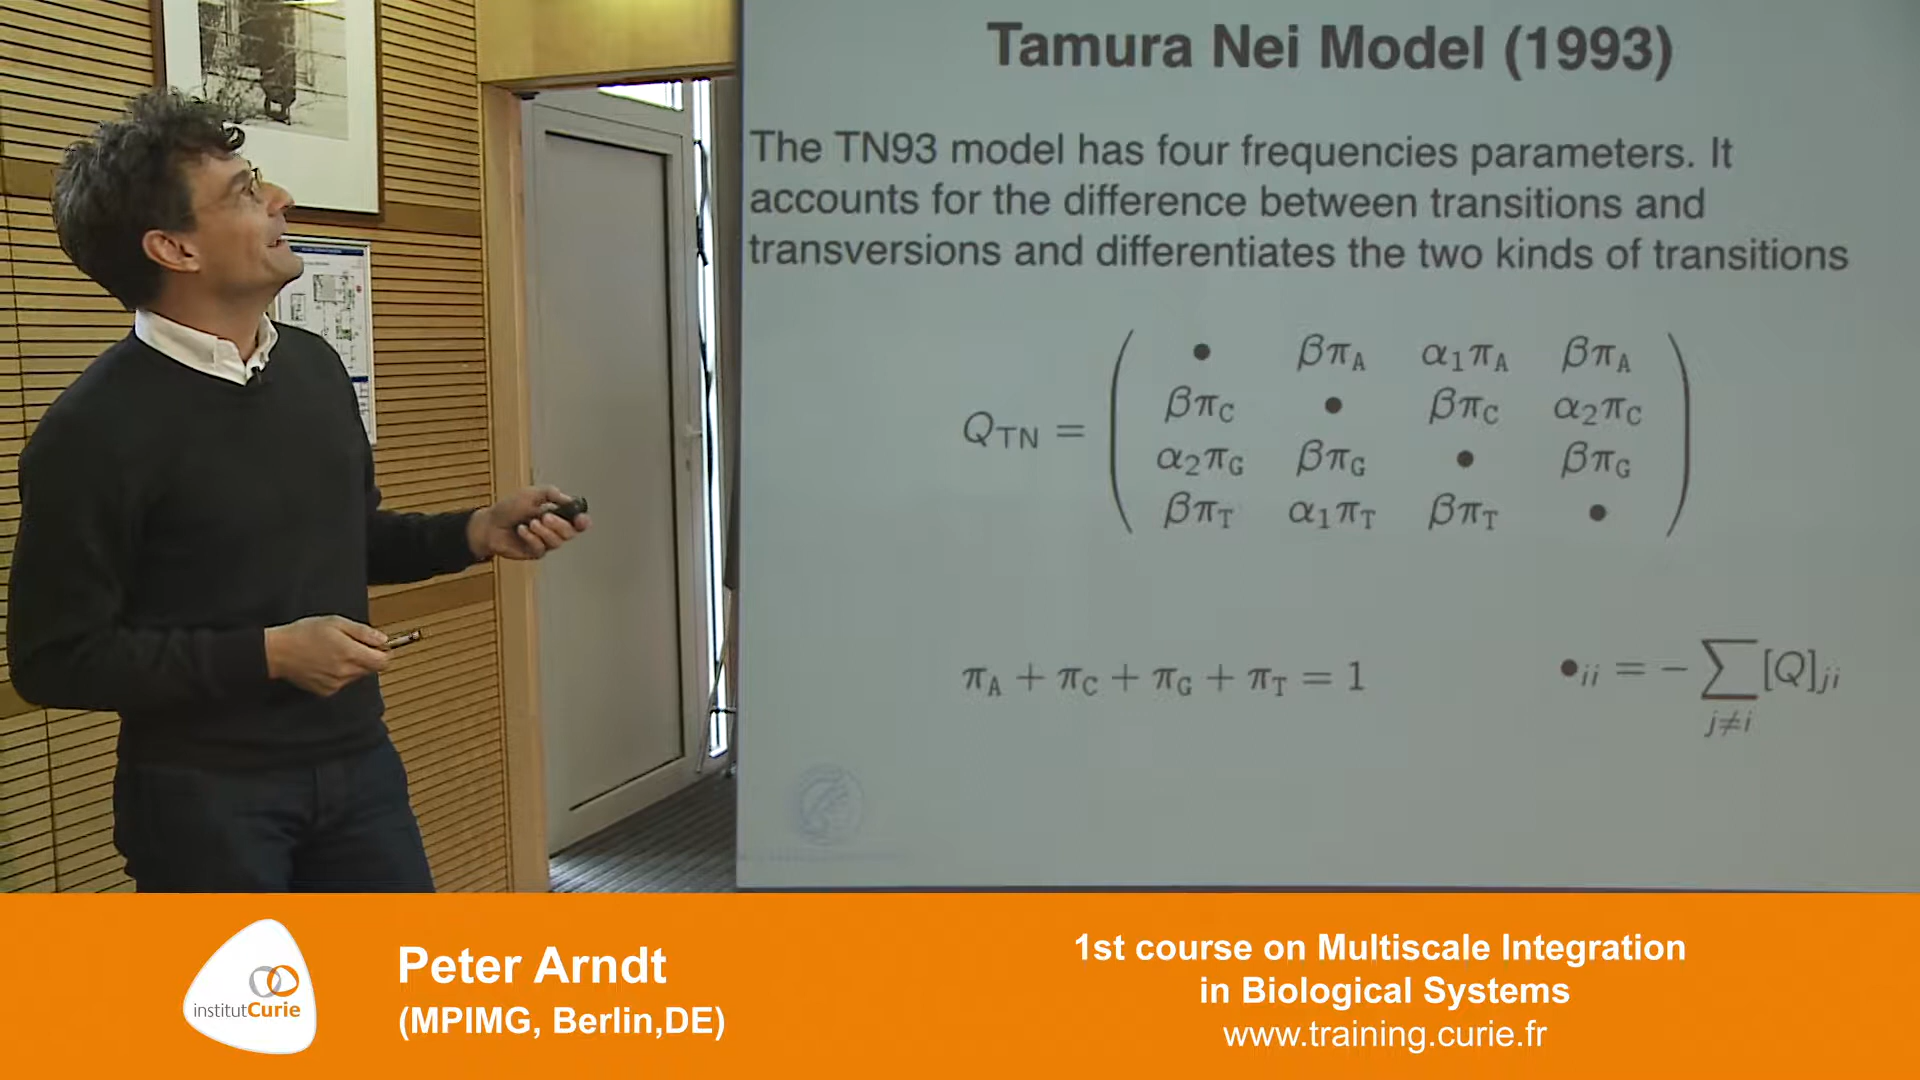 Tamura Nei Model (1993)
The TN93 model has four frequencies parameters. It
accounts for the difference between transitions and
transversions and differentiates the two kinds of transitions
Q_TN = ( • βπ_A α₁π_A βπ_A
βπ_C • βπ_C α₂π_C
α₂π_G βπ_G • βπ_G
βπ_T α₁π_T βπ_T • )
π_A + π_C + π_G + π_T = 1
•_ii = − ∑_{j≠i} [Q]_ji
institutCurie
Peter Arndt
(MPIMG, Berlin,DE)
1st course on Multiscale Integration
in Biological Systems
www.training.curie.fr